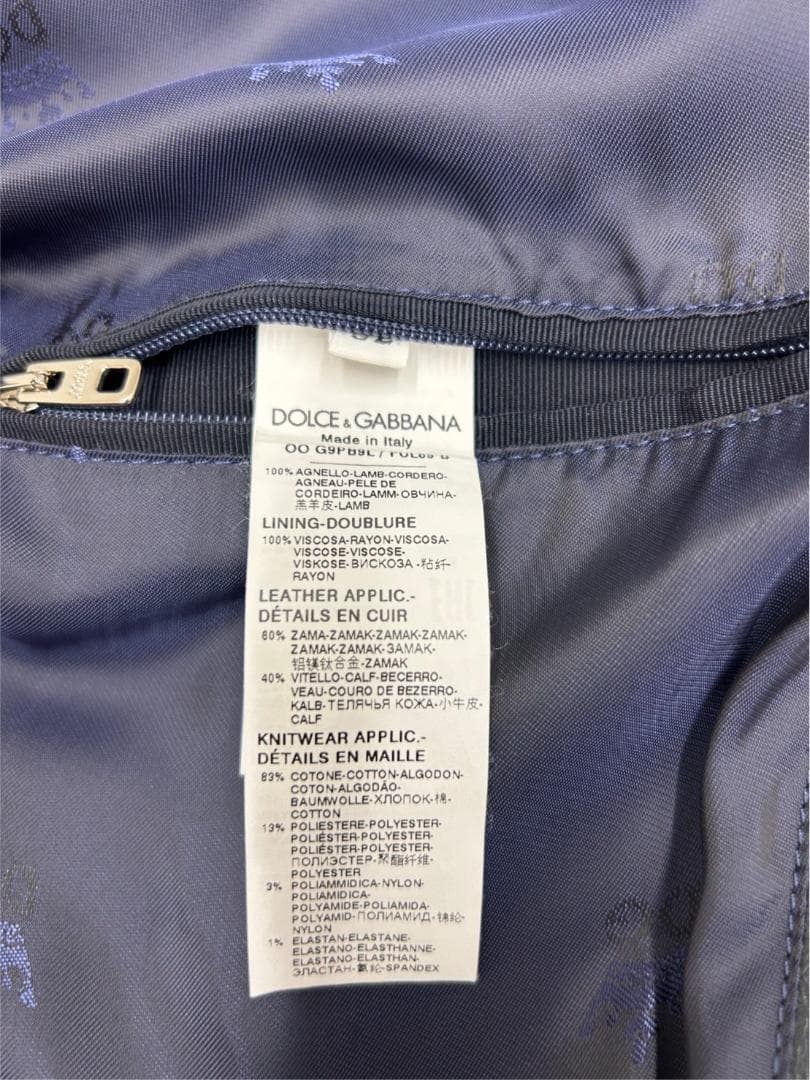 DOLCE & GABBANA
Made in Italy
OO G9PB9L / FUL89 B
100% AGNELLO-LAMB-CORDERO-
AGNEAU-PELE DE
CORDEIRO-LAMM-ОВЧИНА-
羔羊皮-LAMB
LINING-DOUBLURE
100% VISCOSA-RAYON-VISCOSA-
VISCOSE-VISCOSE-
VISKOSE-ВИСКОЗА -粘纤-
RAYON
LEATHER APPLIC.-
DÉTAILS EN CUIR
60% ZAMA-ZAMAK-ZAMAK-ZAMAK-
ZAMAK-ZAMAK-ЗАМАК-
铝镁钛合金-ZAMAK
40% VITELLO-CALF-BECERRO-
VEAU-COURO DE BEZERRO-
KALB-ТЕЛЯЧЬЯ КОЖА-小牛皮-
CALF
KNITWEAR APPLIC.-
DÉTAILS EN MAILLE
83% COTONE-COTTON-ALGODON-
COTON-ALGODÃO-
BAUMWOLLE-ХЛОПОК-棉-
COTTON
13% POLIESTERE-POLYESTER-
POLIÉSTER-POLYESTER-
POLIÉSTER-POLYESTER-
ПОЛИЭСТЕР-聚酯纤维-
POLYESTER
3% POLIAMMIDICA-NYLON-
POLIAMIDICA-
POLYAMIDE-POLIAMIDA-
POLYAMID-ПОЛИАМИД-锦纶-
NYLON
1% ELASTAN-ELASTANE-
ELASTANO-ELASTHANNE-
ELASTANO-ELASTHAN-
ЭЛАСТАН-氨纶-SPANDEX